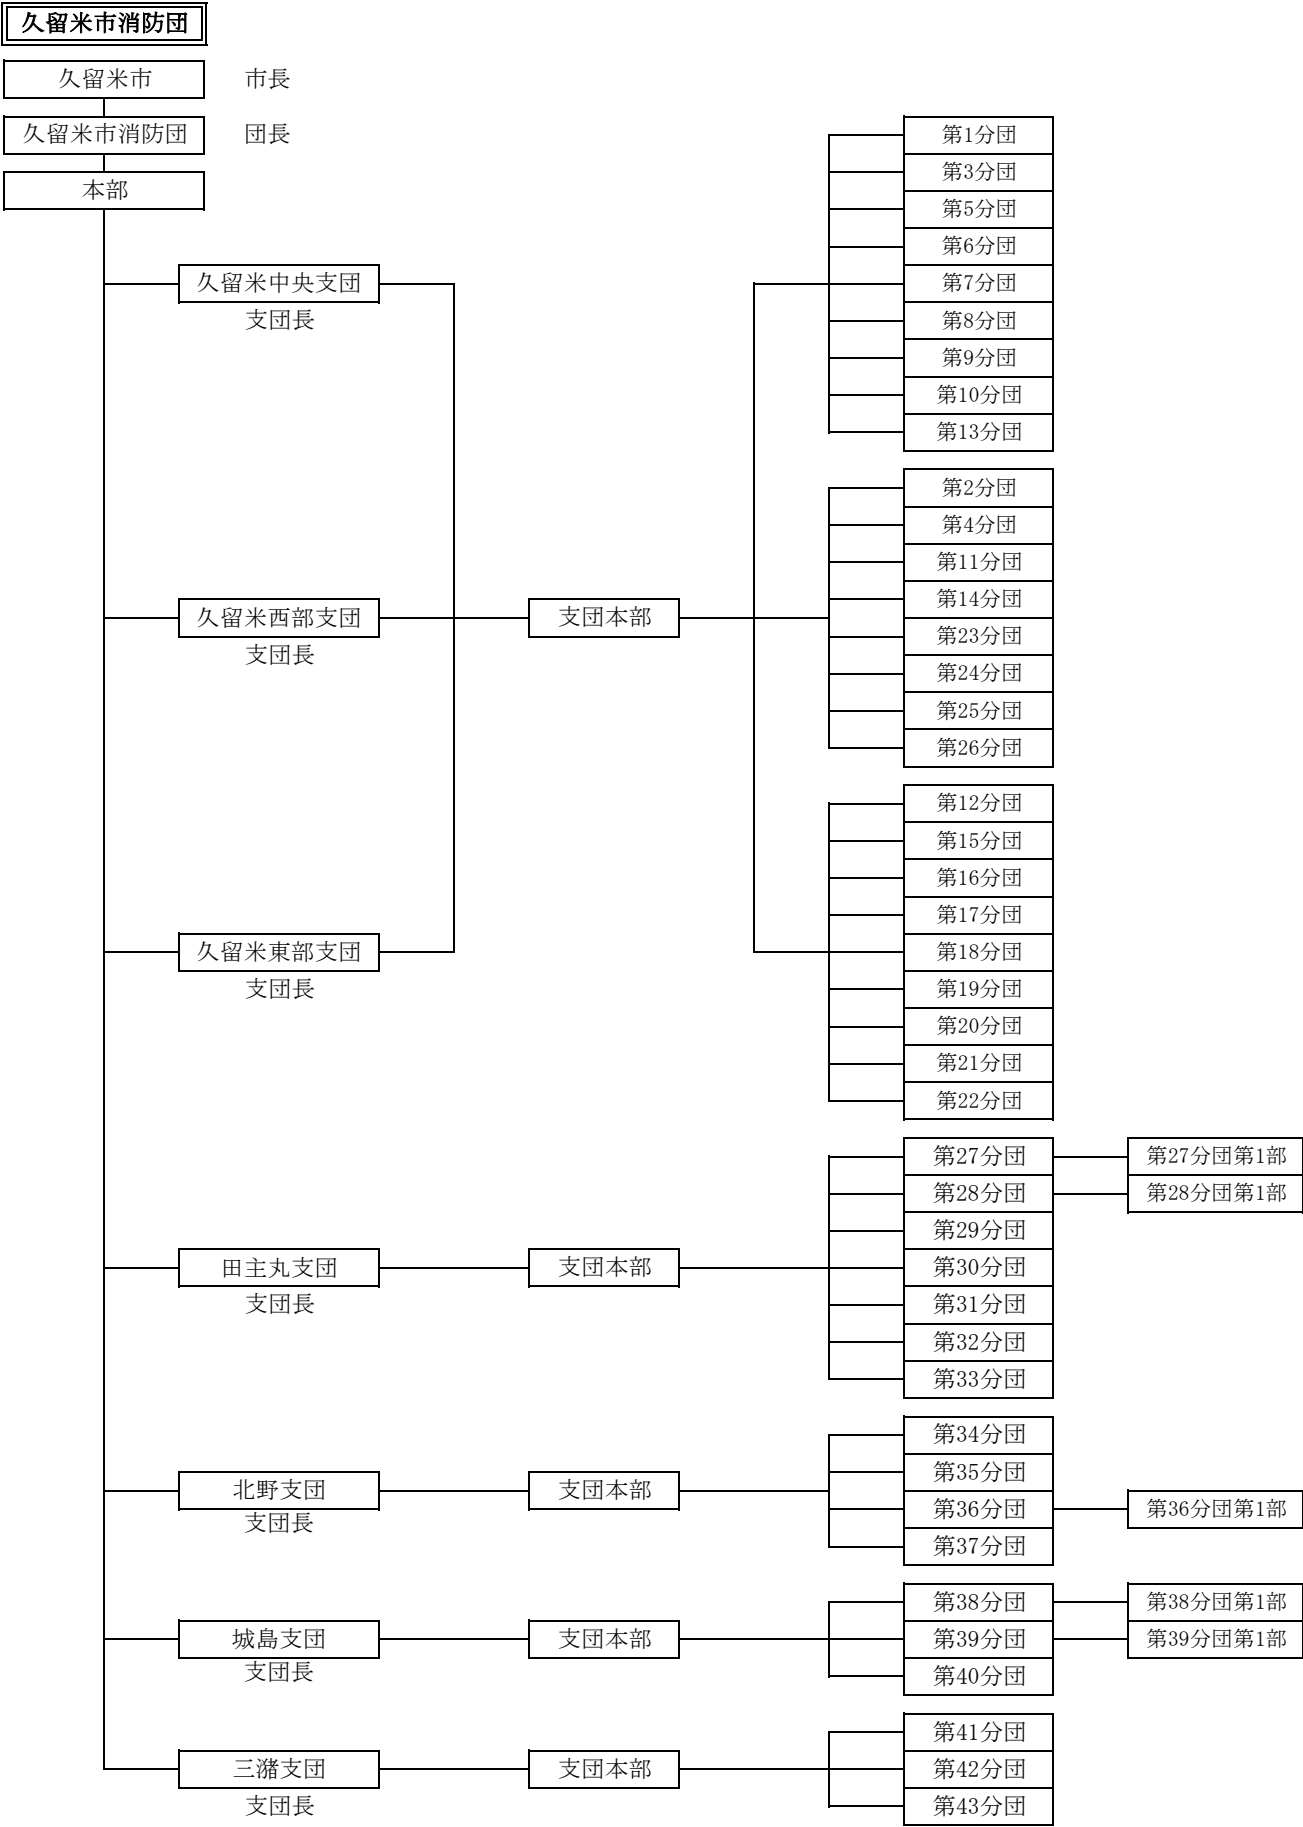 久留米市消防団
久留米市 市長
久留米市消防団 団長
本部
久留米中央支団
支団長
久留米西部支団
支団長
久留米東部支団
支団長
支団本部
第1分団
第3分団
第5分団
第6分団
第7分団
第8分団
第9分団
第10分団
第13分団
第2分団
第4分団
第11分団
第14分団
第23分団
第24分団
第25分団
第26分団
第12分団
第15分団
第16分団
第17分団
第18分団
第19分団
第20分団
第21分団
第22分団
田主丸支団
支団長
支団本部
第27分団 第27分団第1部
第28分団 第28分団第1部
第29分団
第30分団
第31分団
第32分団
第33分団
北野支団
支団長
支団本部
第34分団
第35分団
第36分団 第36分団第1部
第37分団
城島支団
支団長
支団本部
第38分団 第38分団第1部
第39分団 第39分団第1部
第40分団
三潴支団
支団長
支団本部
第41分団
第42分団
第43分団